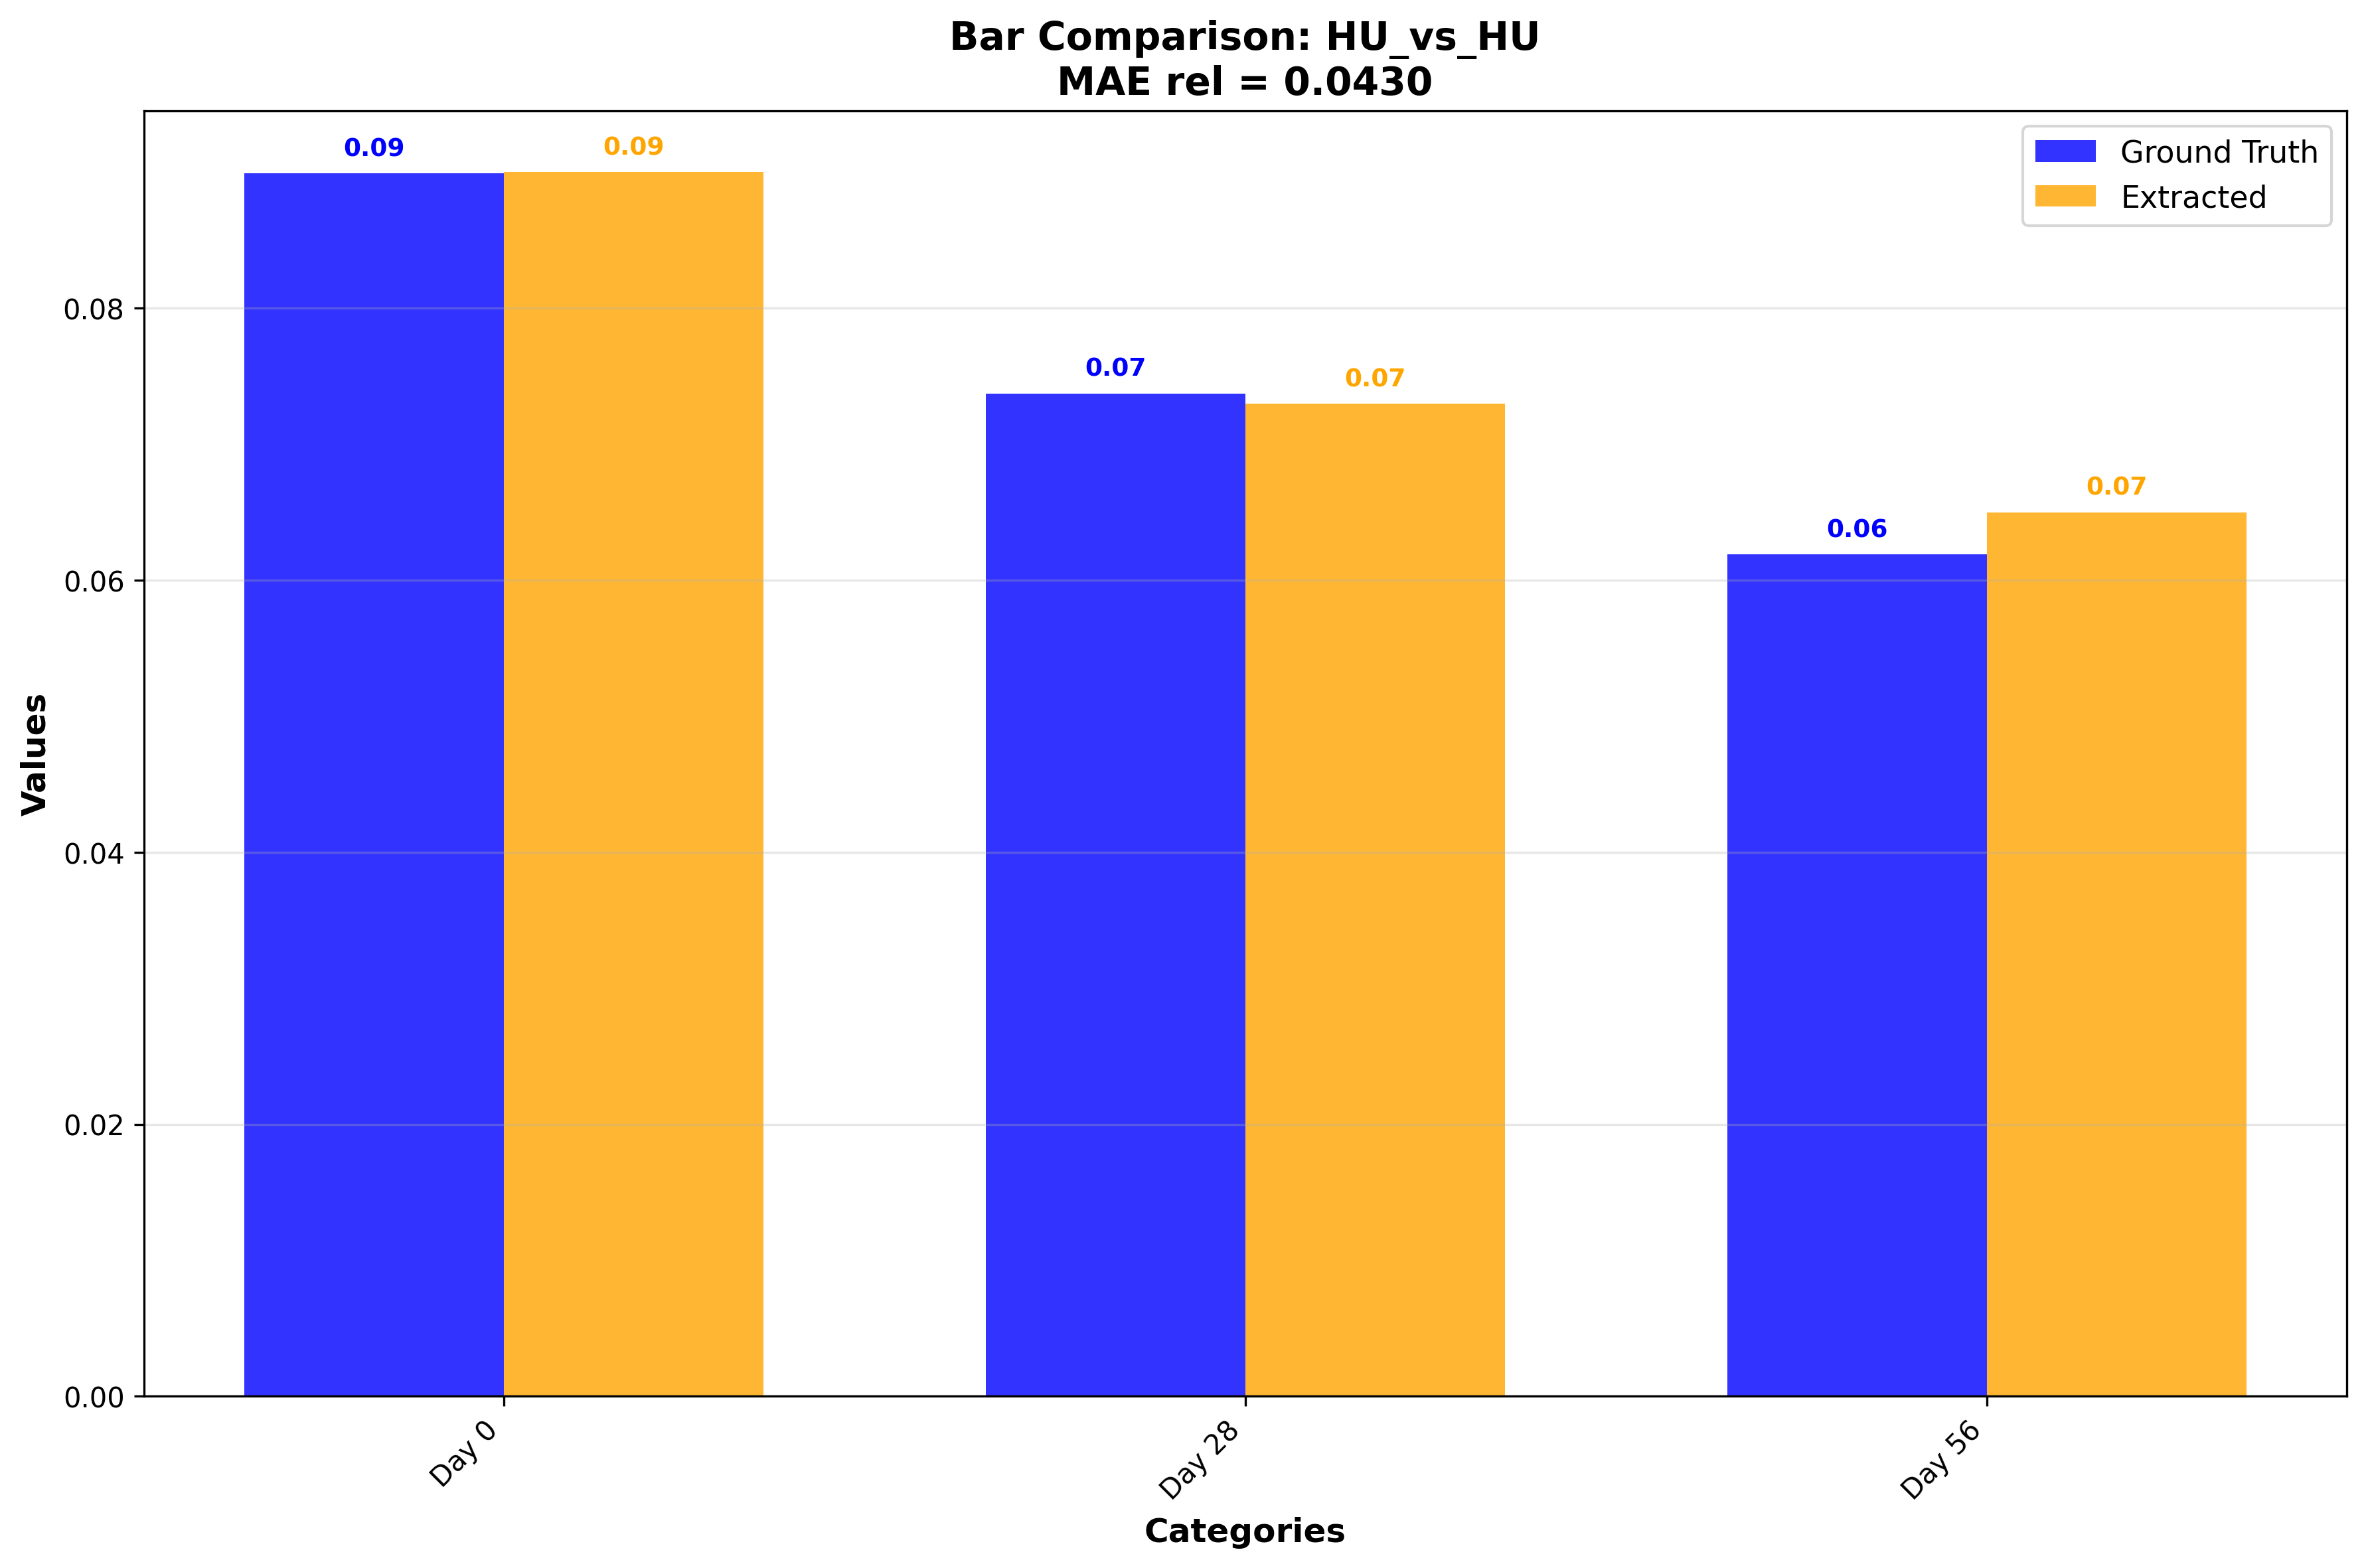 Bar Comparison: HU_vs_HU
MAE rel = 0.0430
Ground Truth
Extracted
0.09
0.09
0.07
0.07
0.06
0.07
Values
0.08
0.06
0.04
0.02
0.00
Day 0
Day 28
Day 56
Categories